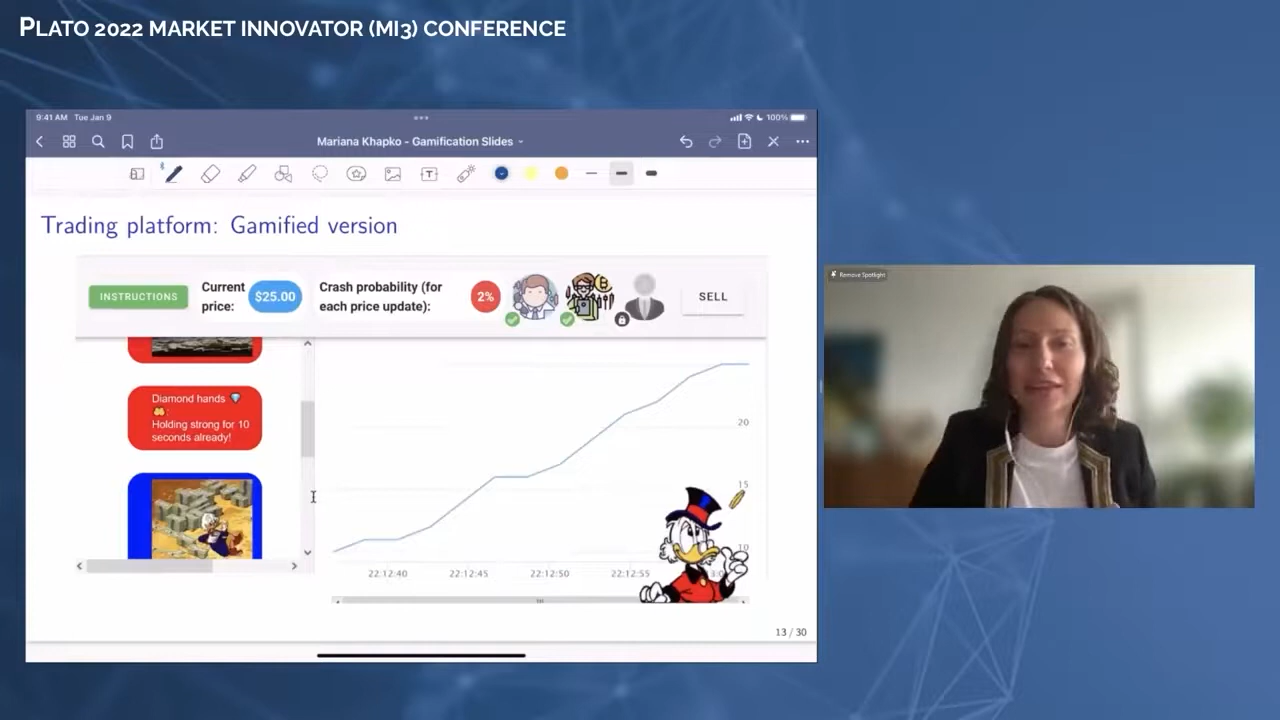 PLATO 2022 MARKET INNOVATOR (MI3) CONFERENCE
9:41 AM Tue Jan 9
100%
Mariana Khapko - Gamification Slides
Trading platform: Gamified version
INSTRUCTIONS
Current
price:
$25.00
Crash probability (for
each price update):
2%
SELL
Diamond hands 💎
🤲:
Holding strong for 10
seconds already!
20
15
10
22:12:40 22:12:45 22:12:50 22:12:55
13 / 30
Remove Spotlight